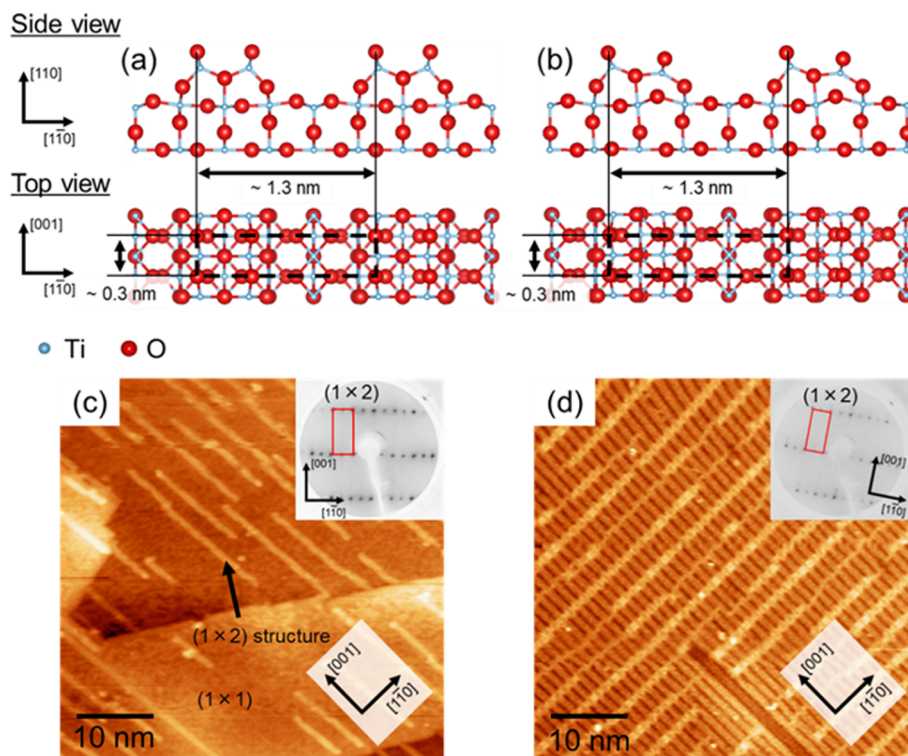 Side view
(a)
(b)
[110]
[11̅0]
~ 1.3 nm
~ 1.3 nm
Top view
[001]
[11̅0]
~ 0.3 nm
~ 0.3 nm
Ti
O
(c)
(1 × 2)
[001]
[11̅0]
(1 × 2) structure
(1 × 1)
[001]
[11̅0]
10 nm
(d)
(1 × 2)
[001]
[11̅0]
[001]
[11̅0]
10 nm